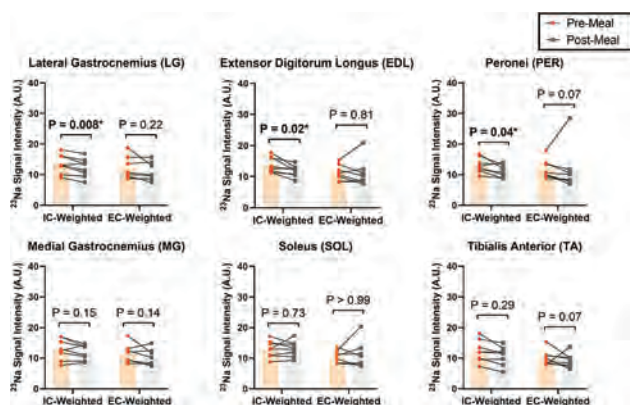 Pre-Meal
Post-Meal
Lateral Gastrocnemius (LG)
²³Na Signal Intensity (A.U.)
40
30
20
10
0
P = 0.008*
P = 0.22
IC-Weighted
EC-Weighted
Extensor Digitorum Longus (EDL)
²³Na Signal Intensity (A.U.)
40
30
20
10
0
P = 0.02*
P = 0.81
IC-Weighted
EC-Weighted
Peronei (PER)
²³Na Signal Intensity (A.U.)
40
30
20
10
0
P = 0.04*
P = 0.07
IC-Weighted
EC-Weighted
Medial Gastrocnemius (MG)
²³Na Signal Intensity (A.U.)
40
30
20
10
0
P = 0.15
P = 0.14
IC-Weighted
EC-Weighted
Soleus (SOL)
²³Na Signal Intensity (A.U.)
40
30
20
10
0
P = 0.73
P > 0.99
IC-Weighted
EC-Weighted
Tibialis Anterior (TA)
²³Na Signal Intensity (A.U.)
40
30
20
10
0
P = 0.29
P = 0.07
IC-Weighted
EC-Weighted